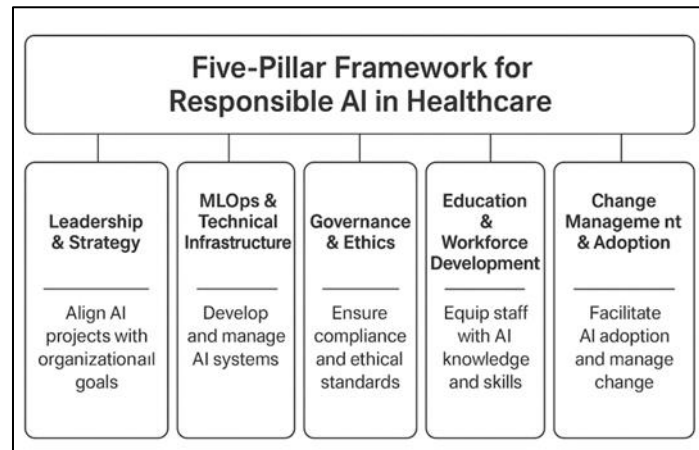 Five-Pillar Framework for
Responsible AI in Healthcare
Leadership
& Strategy
Align AI
projects with
organizationaıl
goals
MLOps &
Technical
Infrastructure
Develop
and manage
AI systems
Governance
& Ethics
Ensure
compliance
and ethical
standards
Education
&
Workforce
Development
Equip staff
with AI
knowledge
and skills
Change
Manageme nt
& Adoption
Facilitate
AI adoption
and manage
change